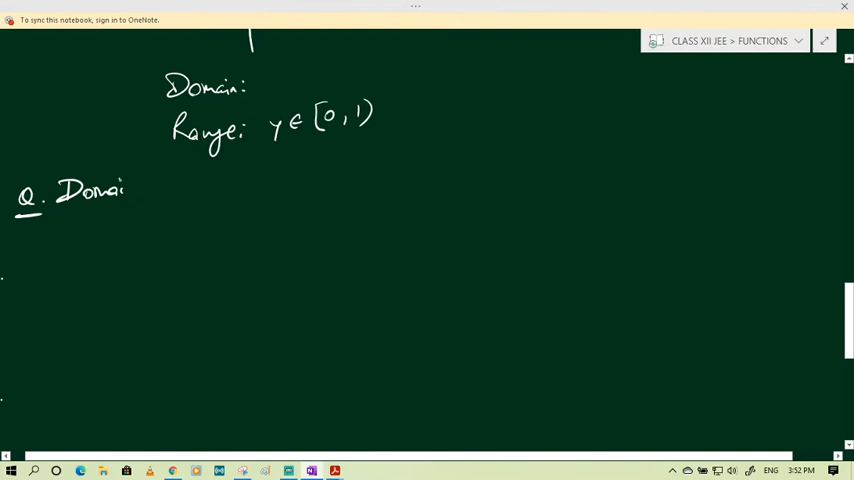 To sync this notebook, sign in to OneNote.
CLASS XII JEE > FUNCTIONS
Domain:
Range: y ∈ [0, 1)
Q. Domai
ENG 3:52 PM